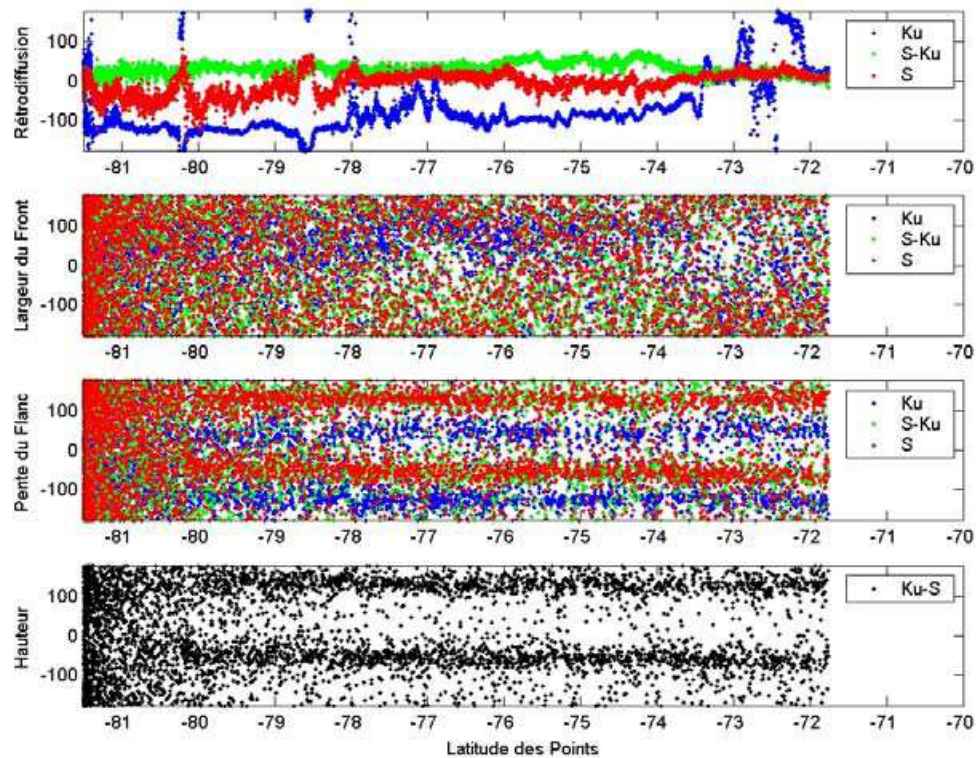 Rétrodiffusion
100
0
-100
Ku
S-Ku
S
-81 -80 -79 -78 -77 -76 -75 -74 -73 -72 -71 -70
Largeur du Front
100
0
-100
Ku
S-Ku
S
-81 -80 -79 -78 -77 -76 -75 -74 -73 -72 -71 -70
Pente du Flanc
100
0
-100
Ku
S-Ku
S
-81 -80 -79 -78 -77 -76 -75 -74 -73 -72 -71 -70
Hauteur
100
0
-100
Ku-S
-81 -80 -79 -78 -77 -76 -75 -74 -73 -72 -71 -70
Latitude des Points